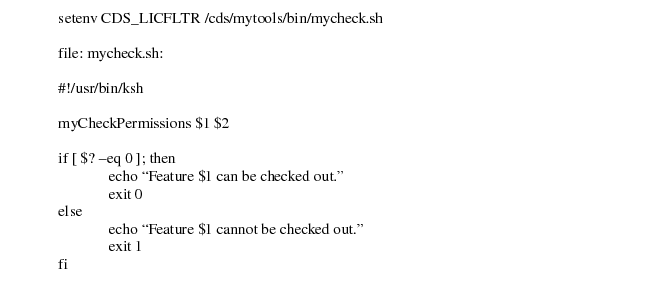 setenv CDS_LICFLTR /cds/mytools/bin/mycheck.sh
file: mycheck.sh:
#!/usr/bin/ksh
myCheckPermissions $1 $2
if [ $? –eq 0 ]; then
echo “Feature $1 can be checked out.”
exit 0
else
echo “Feature $1 cannot be checked out.”
exit 1
fi